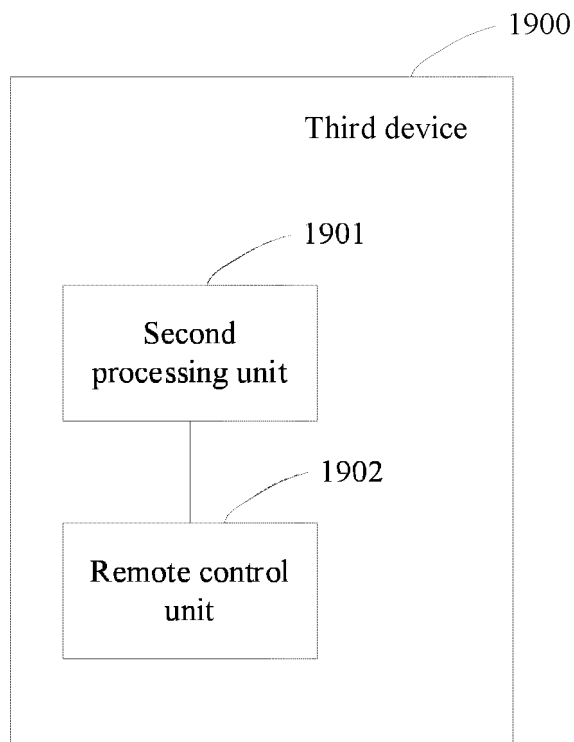 1900
Third device
1901
Second
processing unit
1902
Remote control
unit